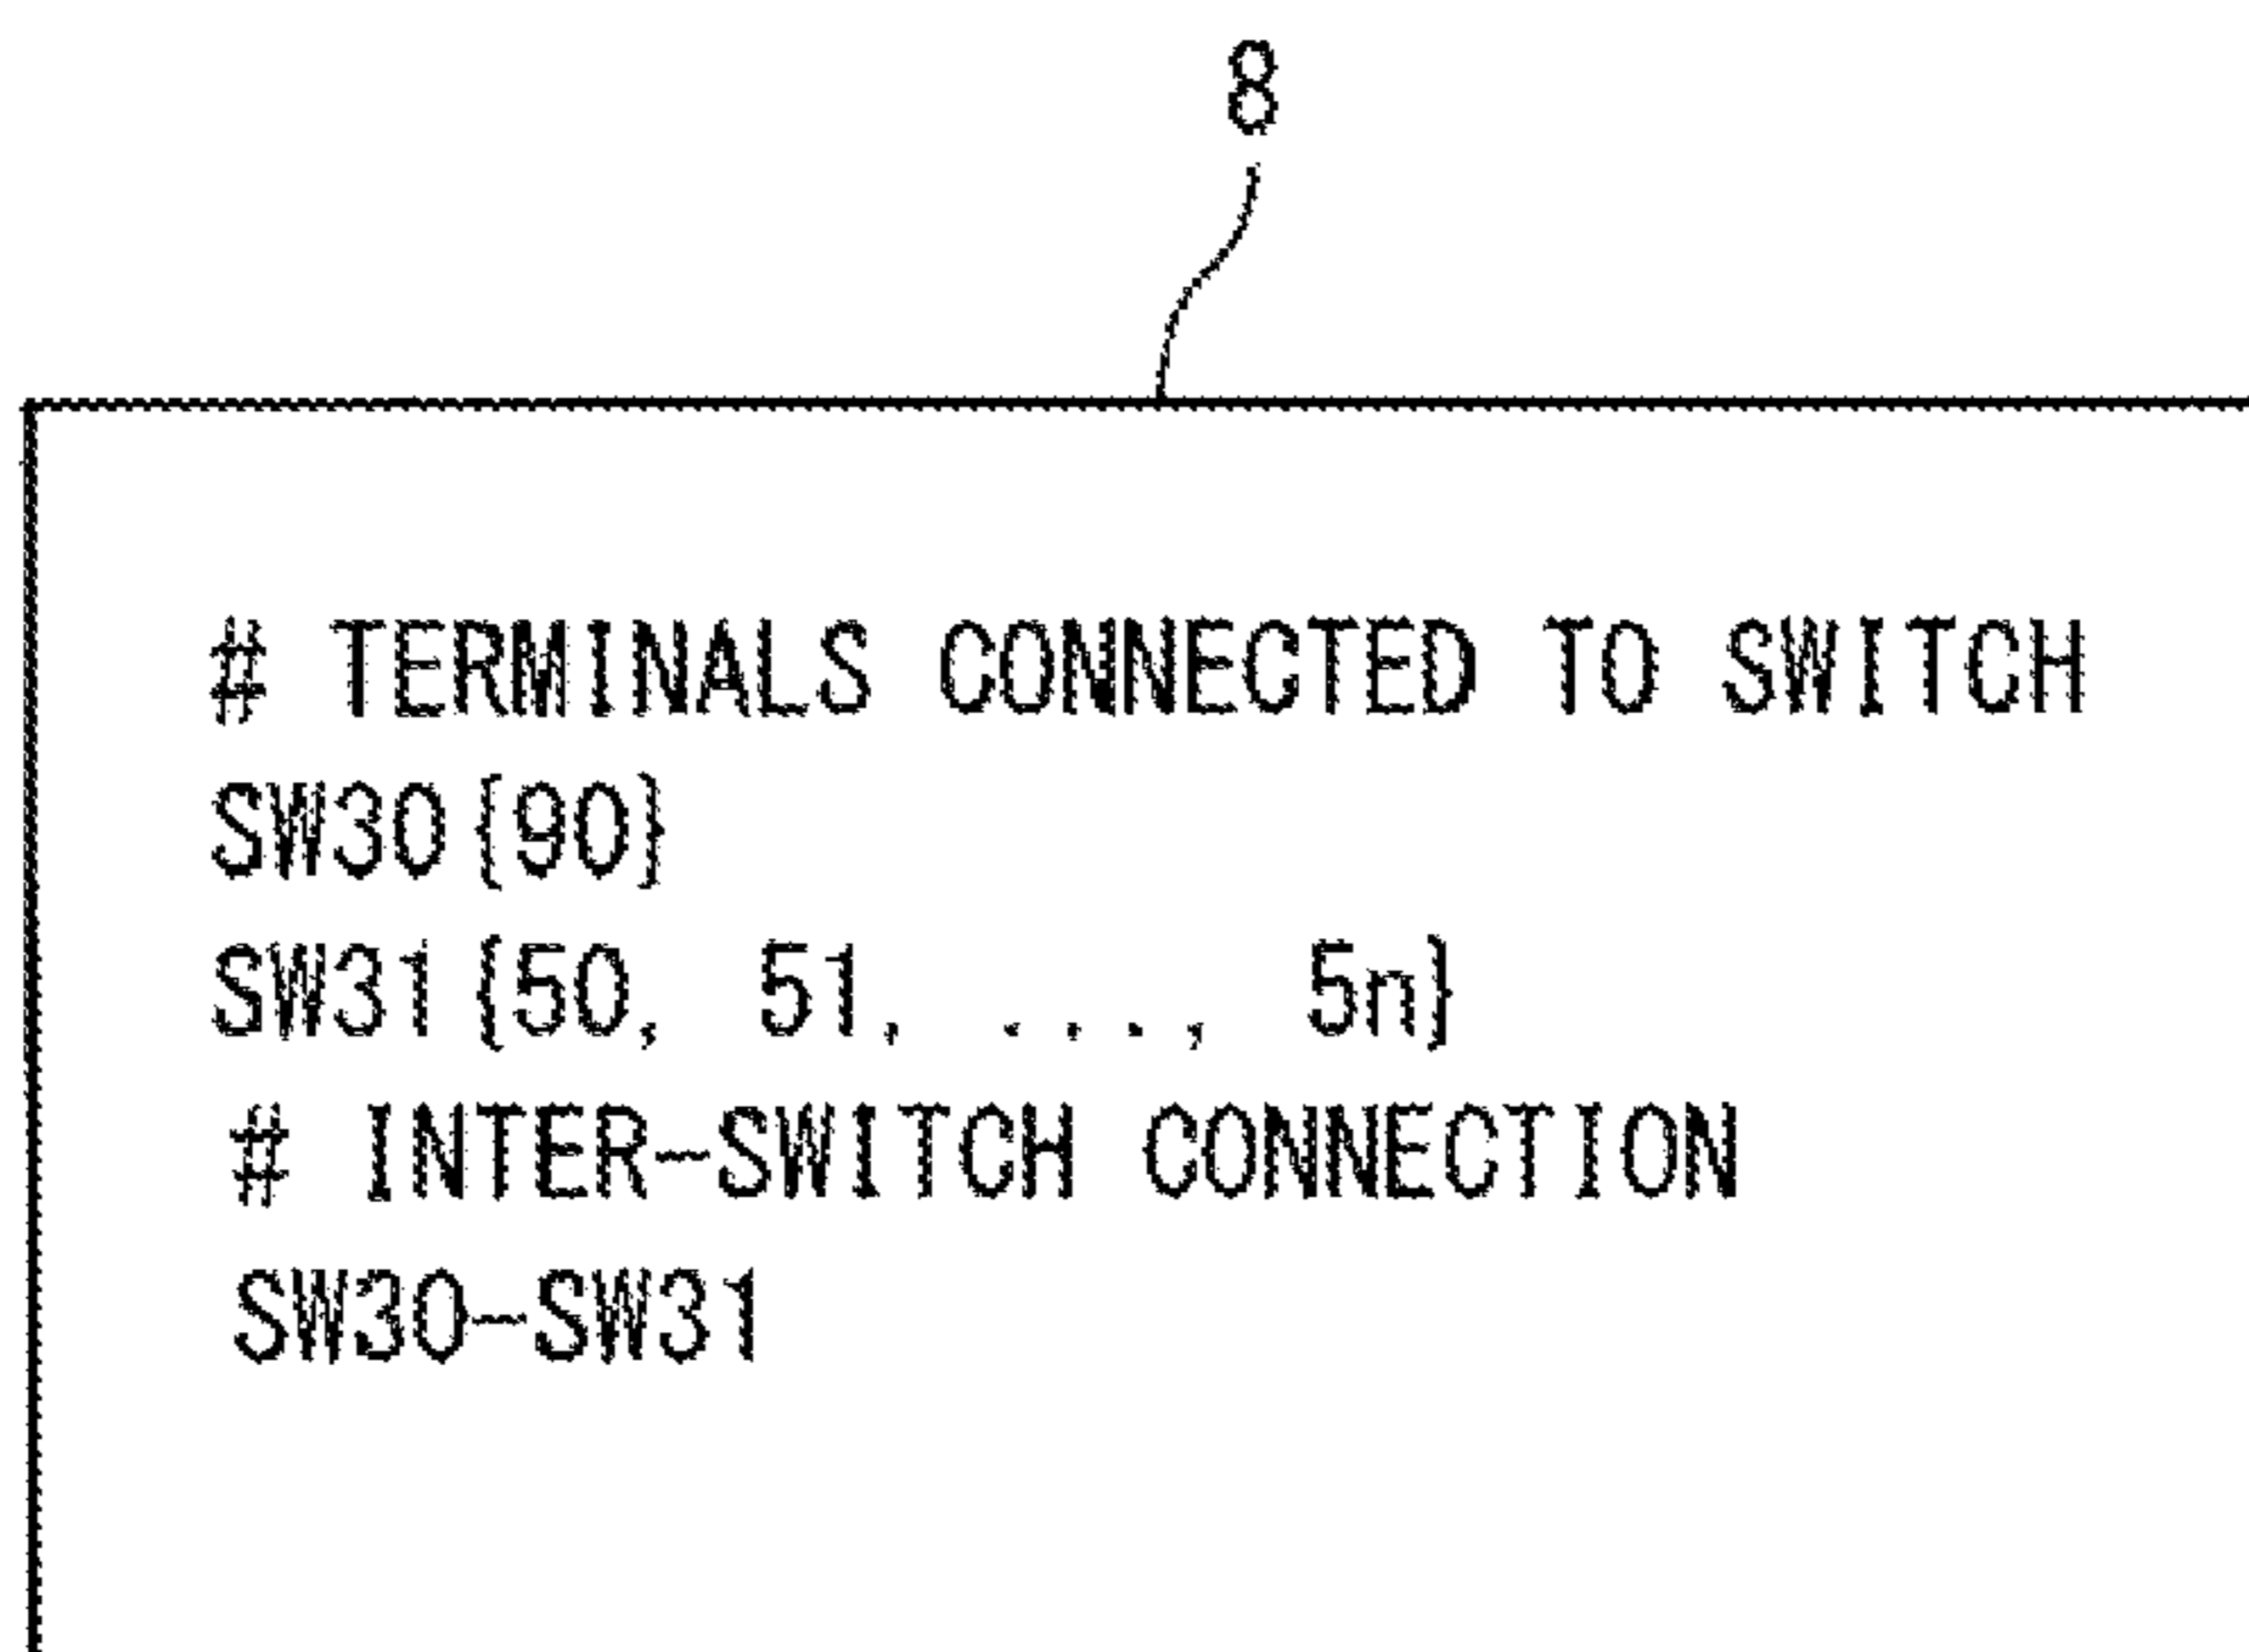 8
# TERMINALS CONNECTED TO SWITCH
SW30{90}
SW31{50, 51, ..., 5n}
# INTER-SWITCH CONNECTION
SW30-SW31